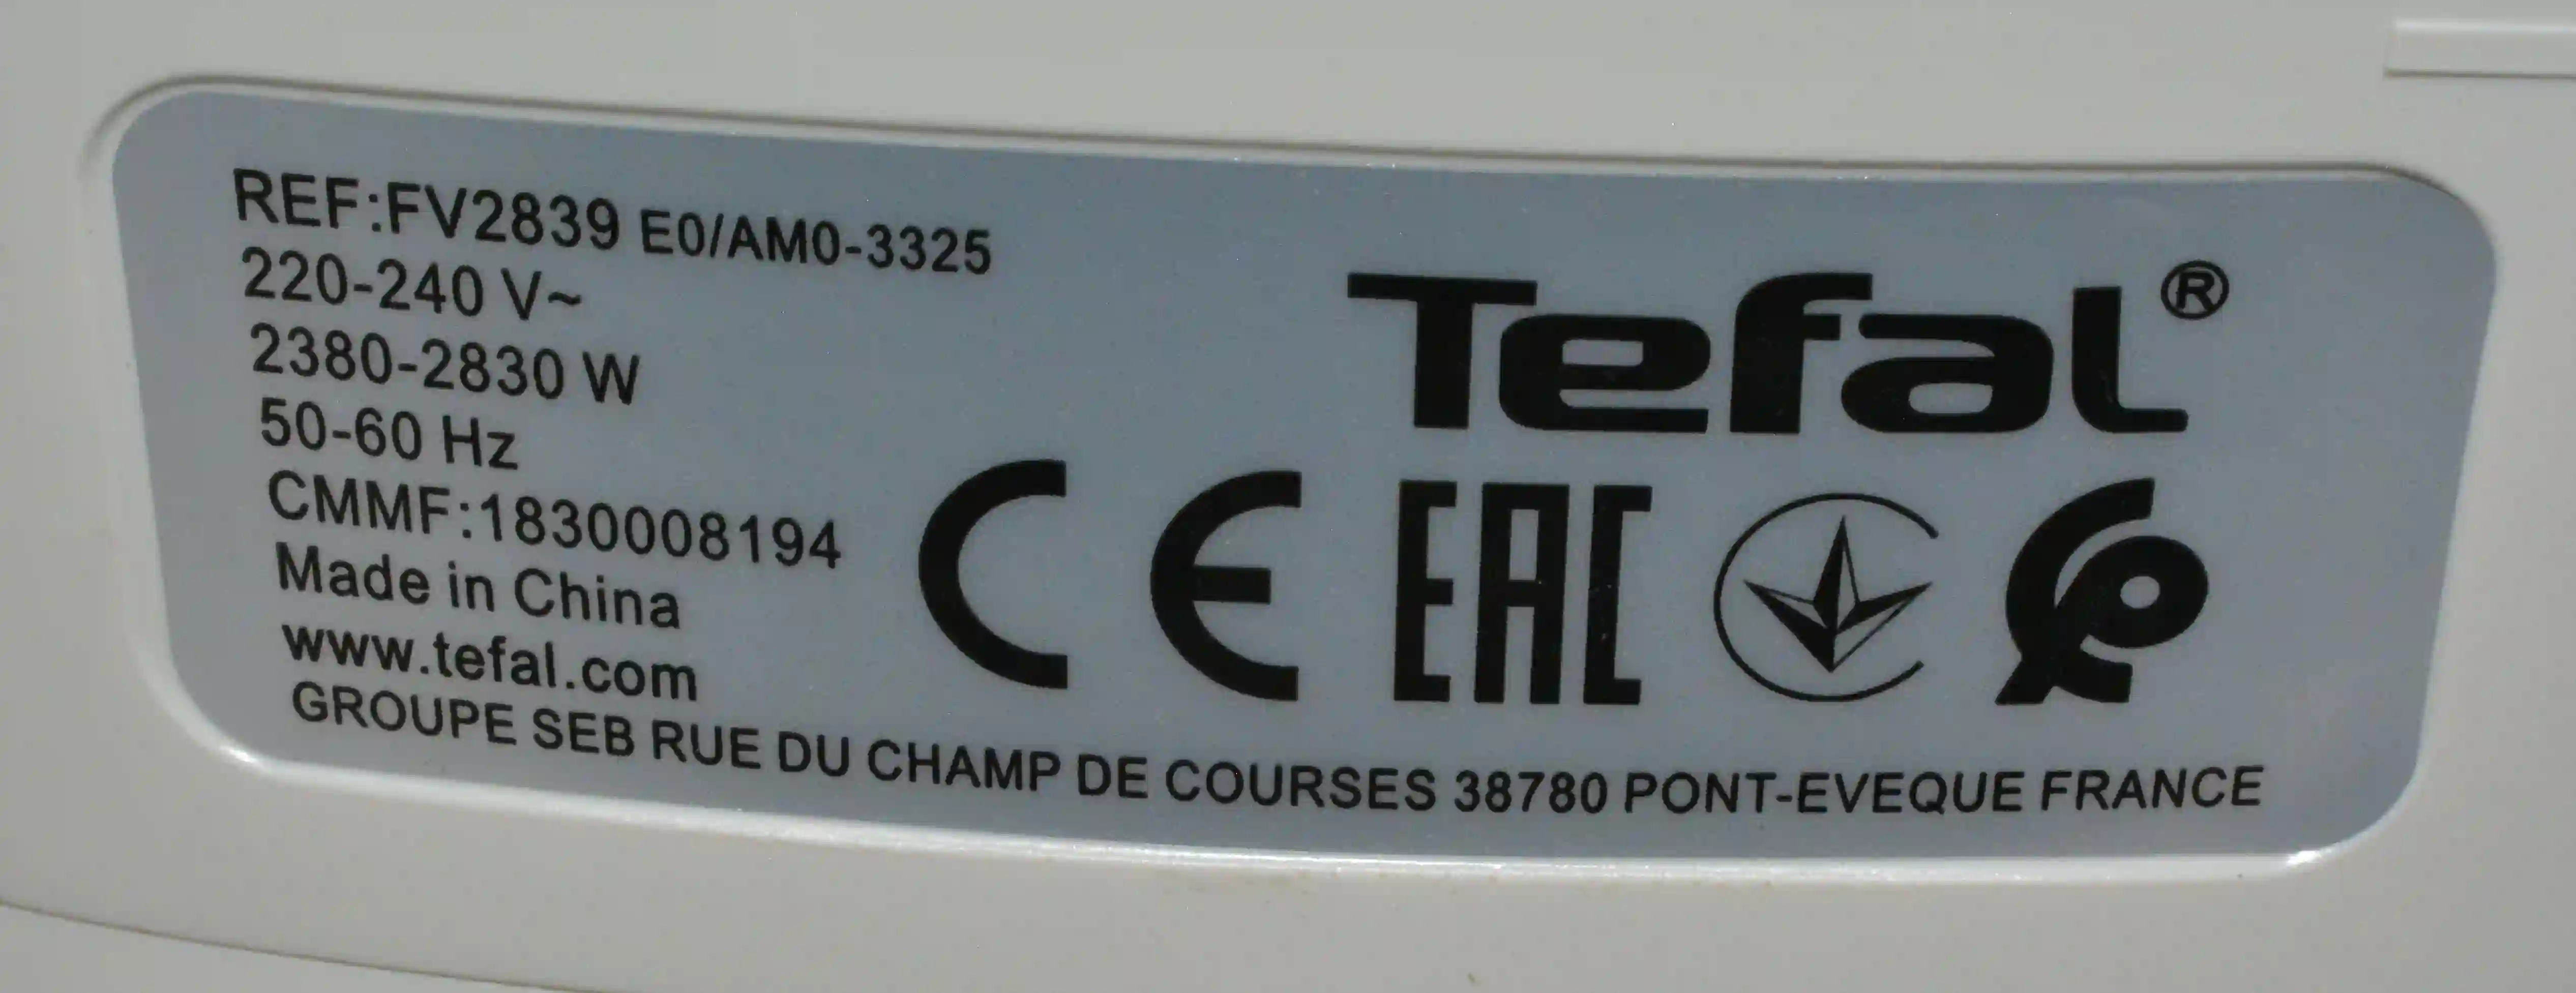 REF:FV2839 E0/AM0-3325
220-240 V~
2380-2830 W
50-60 Hz
CMMF:1830008194
Made in China
www.tefal.com
GROUPE SEB RUE DU CHAMP DE COURSES 38780 PONT-EVEQUE FRANCE
Tefal®
CE EAC